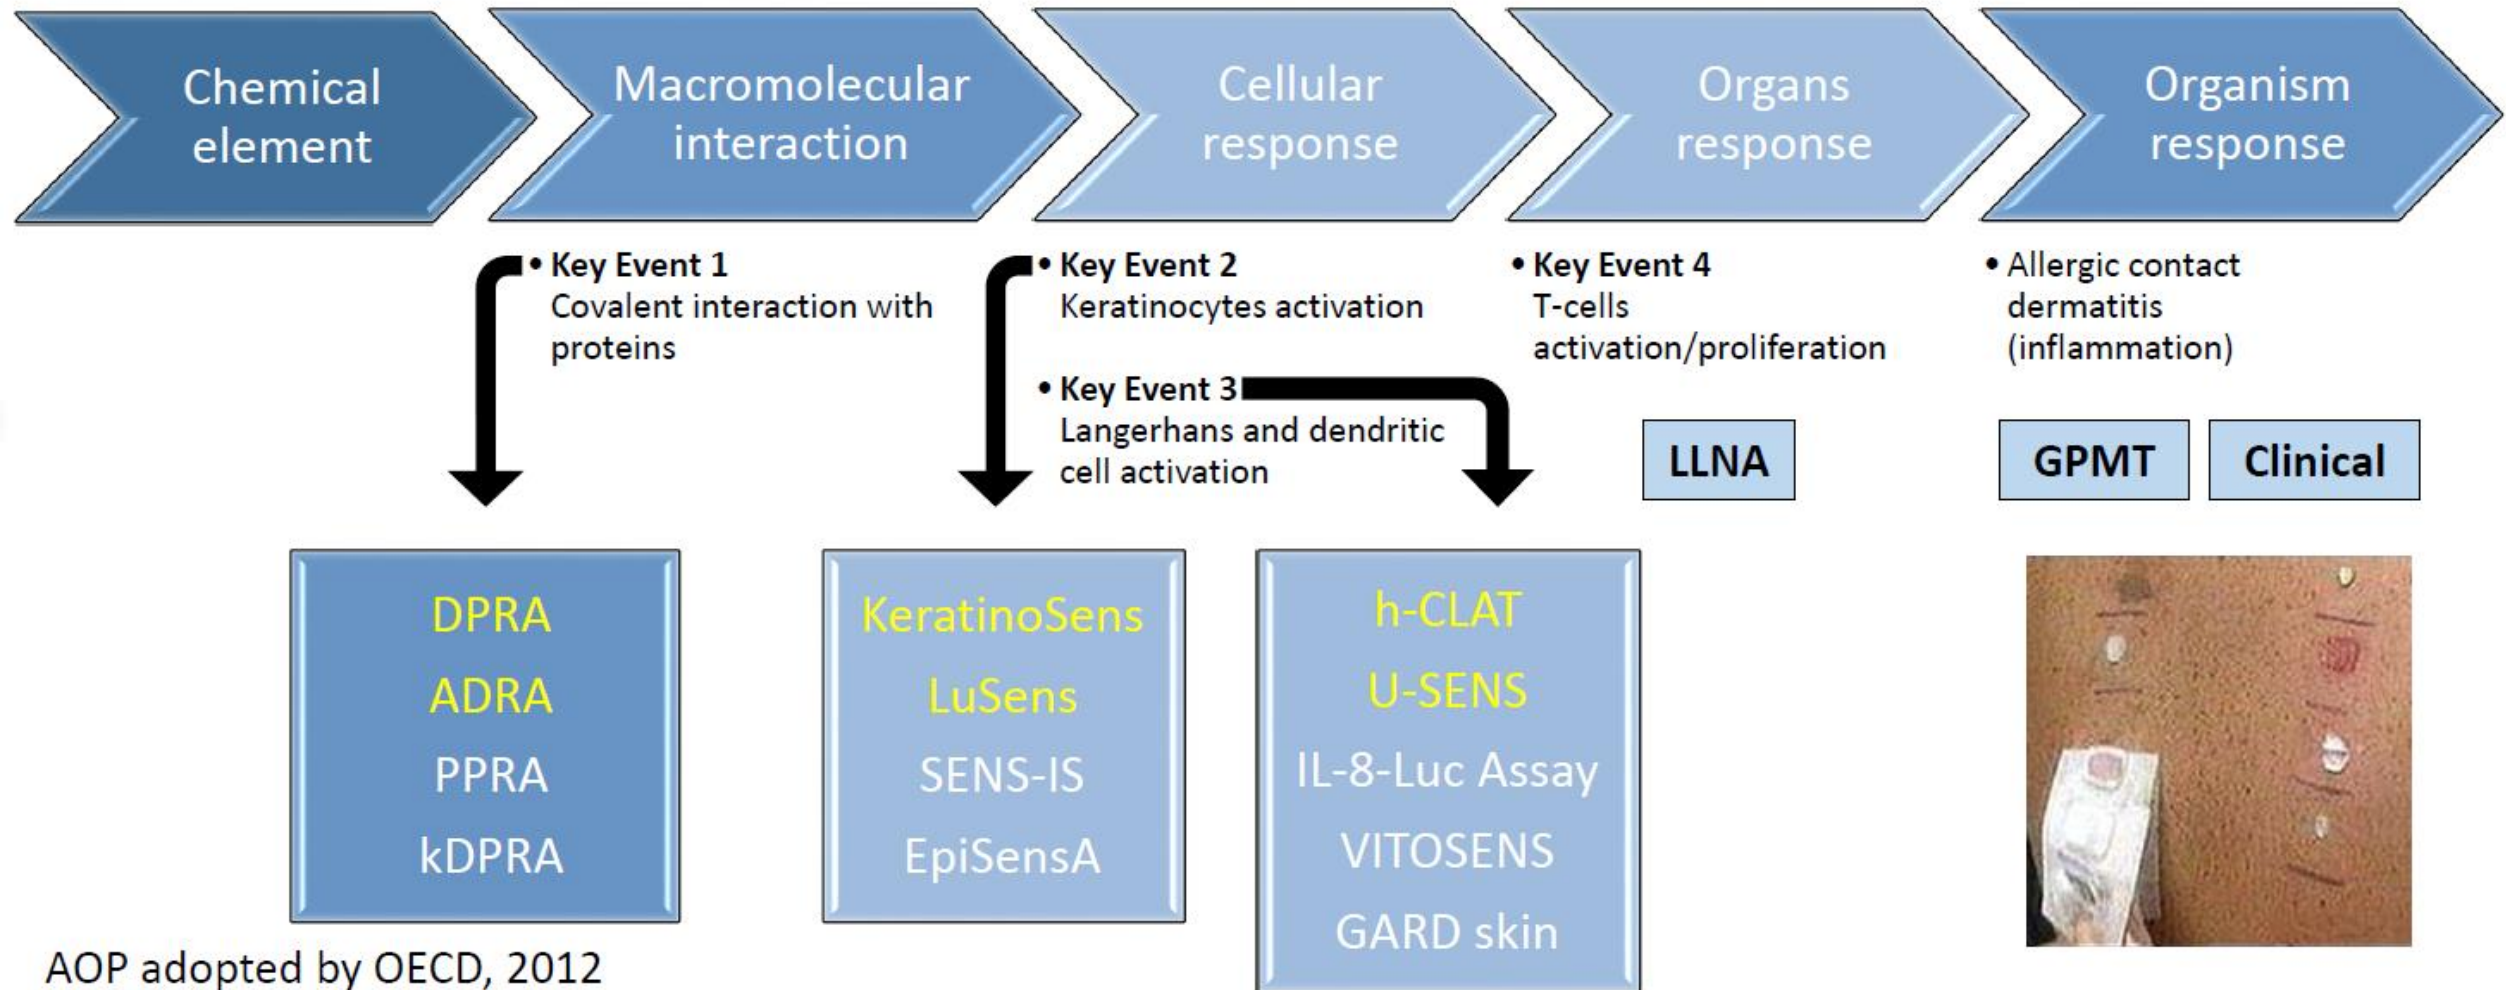 Chemical
element
Macromolecular
interaction
Cellular
response
Organs
response
Organism
response
• Key Event 1
Covalent interaction with
proteins
• Key Event 2
Keratinocytes activation
• Key Event 3
Langerhans and dendritic
cell activation
• Key Event 4
T-cells
activation/proliferation
• Allergic contact
dermatitis
(inflammation)
LLNA
GPMT
Clinical
DPRA
ADRA
PPRA
kDPRA
KeratinoSens
LuSens
SENS-IS
EpiSensA
h-CLAT
U-SENS
IL-8-Luc Assay
VITOSENS
GARD skin
AOP adopted by OECD, 2012